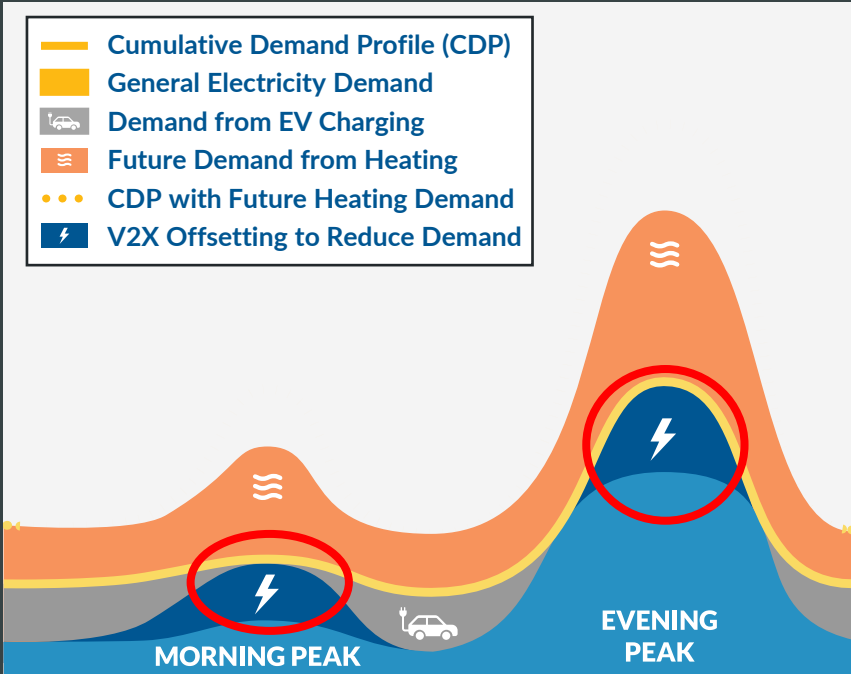 Cumulative Demand Profile (CDP)
General Electricity Demand
Demand from EV Charging
Future Demand from Heating
CDP with Future Heating Demand
V2X Offsetting to Reduce Demand
MORNING PEAK
EVENING
PEAK